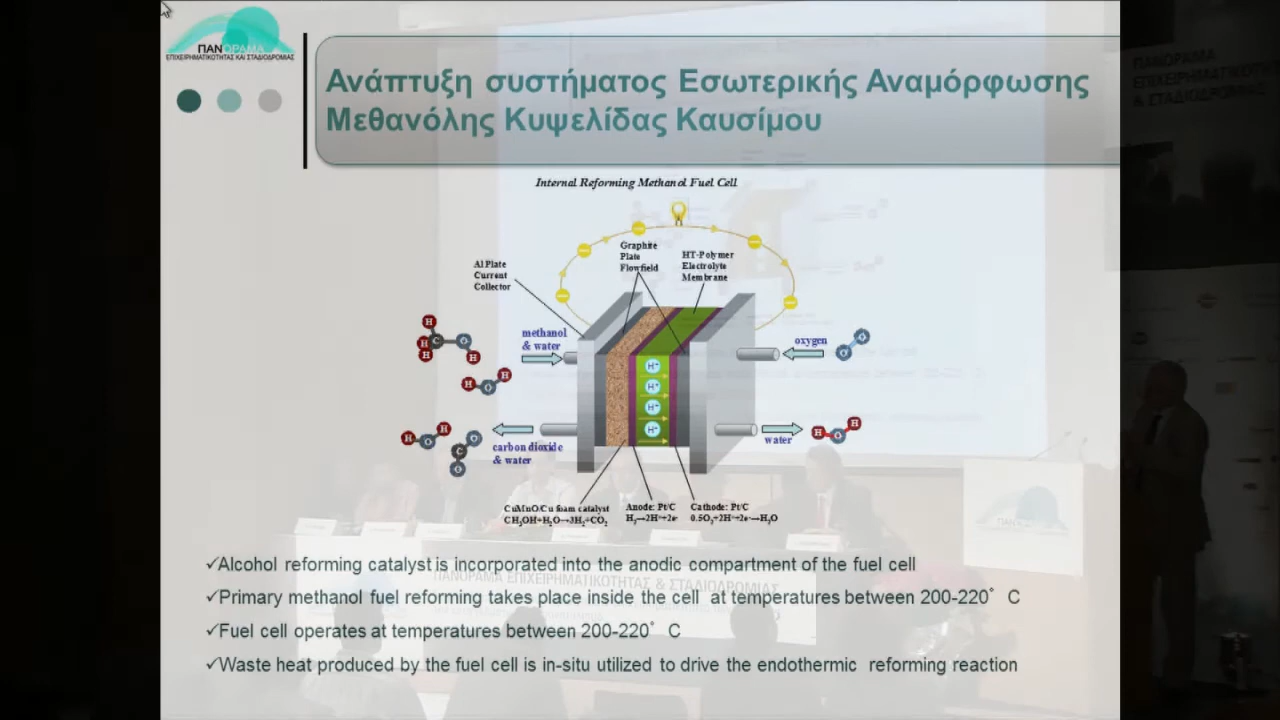 ΠΑΝΟΡΑΜΑ
ΕΠΙΧΕΙΡΗΜΑΤΙΚΟΤΗΤΑΣ ΚΑΙ ΣΤΑΔΙΟΔΡΟΜΙΑΣ
Ανάπτυξη συστήματος Εσωτερικής Αναμόρφωσης
Μεθανόλης Κυψελίδας Καυσίμου
Internal Reforming Methanol Fuel Cell
Al Plate
Current
Collector
Graphite
Plate
Flowfield
HT-Polymer
Electrolyte
Membrane
methanol
& water
oxygen
carbon dioxide
& water
water
H
H
H
C
O
H
H
O
H
O
O
H
O
H
O
C
O
H
O
H
H⁺
H⁺
H⁺
H⁺
CuMnO/Cu foam catalyst
CH₃OH+H₂O→3H₂+CO₂
Anode: Pt/C
H₂→2H⁺+2e⁻
Cathode: Pt/C
0.5O₂+2H⁺+2e⁻→H₂O
✓Alcohol reforming catalyst is incorporated into the anodic compartment of the fuel cell
✓Primary methanol fuel reforming takes place inside the cell at temperatures between 200-220° C
✓Fuel cell operates at temperatures between 200-220° C
✓Waste heat produced by the fuel cell is in-situ utilized to drive the endothermic reforming reaction
ΠΑΝΟΡΑΜΑ ΕΠΙΧΕΙΡΗΜΑΤΙΚΟΤΗΤΑΣ & ΣΤΑΔΙΟΔΡΟΜΙΑΣ
ΠΑΝΟΡΑΜΑ
ΕΠΙΧΕΙΡΗΜΑΤΙΚΟΤΗΤΑΣ
& ΣΤΑΔΙΟΔΡΟΜΙΑΣ